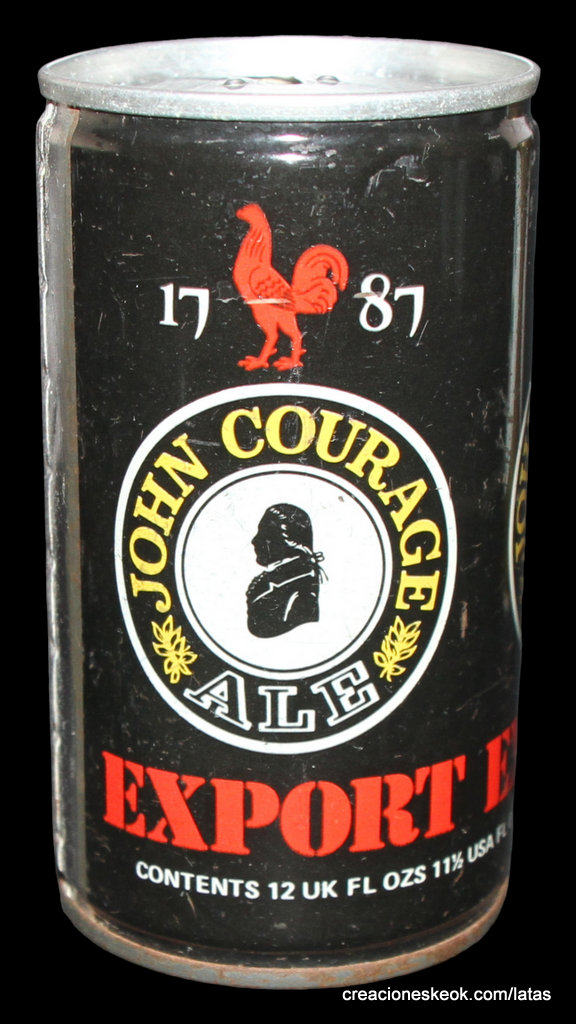 17 87
JOHN COURAGE
ALE
EXPORT
CONTENTS 12 UK FL OZS 11½ USA FL
creacioneskeok.com/latas